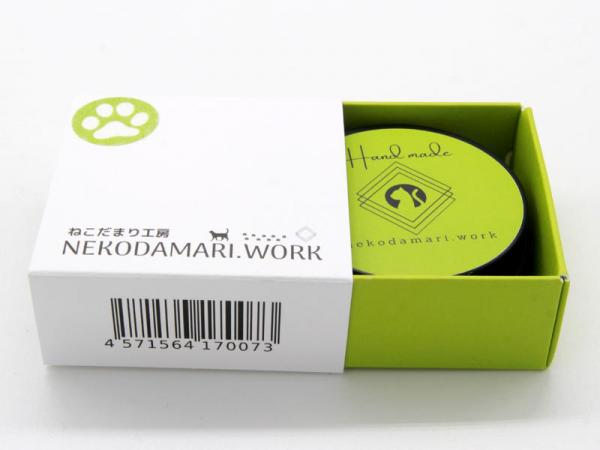 ねこだまり工房
NEKODAMARI.WORK
4 571564 170073
Hand made
nekodamari.work